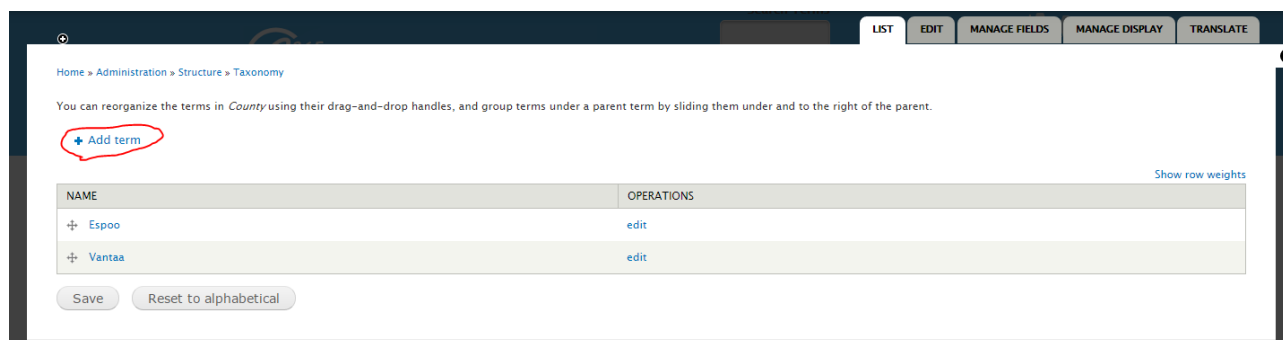 LIST EDIT MANAGE FIELDS MANAGE DISPLAY TRANSLATE
Home » Administration » Structure » Taxonomy
You can reorganize the terms in County using their drag-and-drop handles, and group terms under a parent term by sliding them under and to the right of the parent.
+ Add term
Show row weights
NAME OPERATIONS
Espoo edit
Vantaa edit
Save Reset to alphabetical